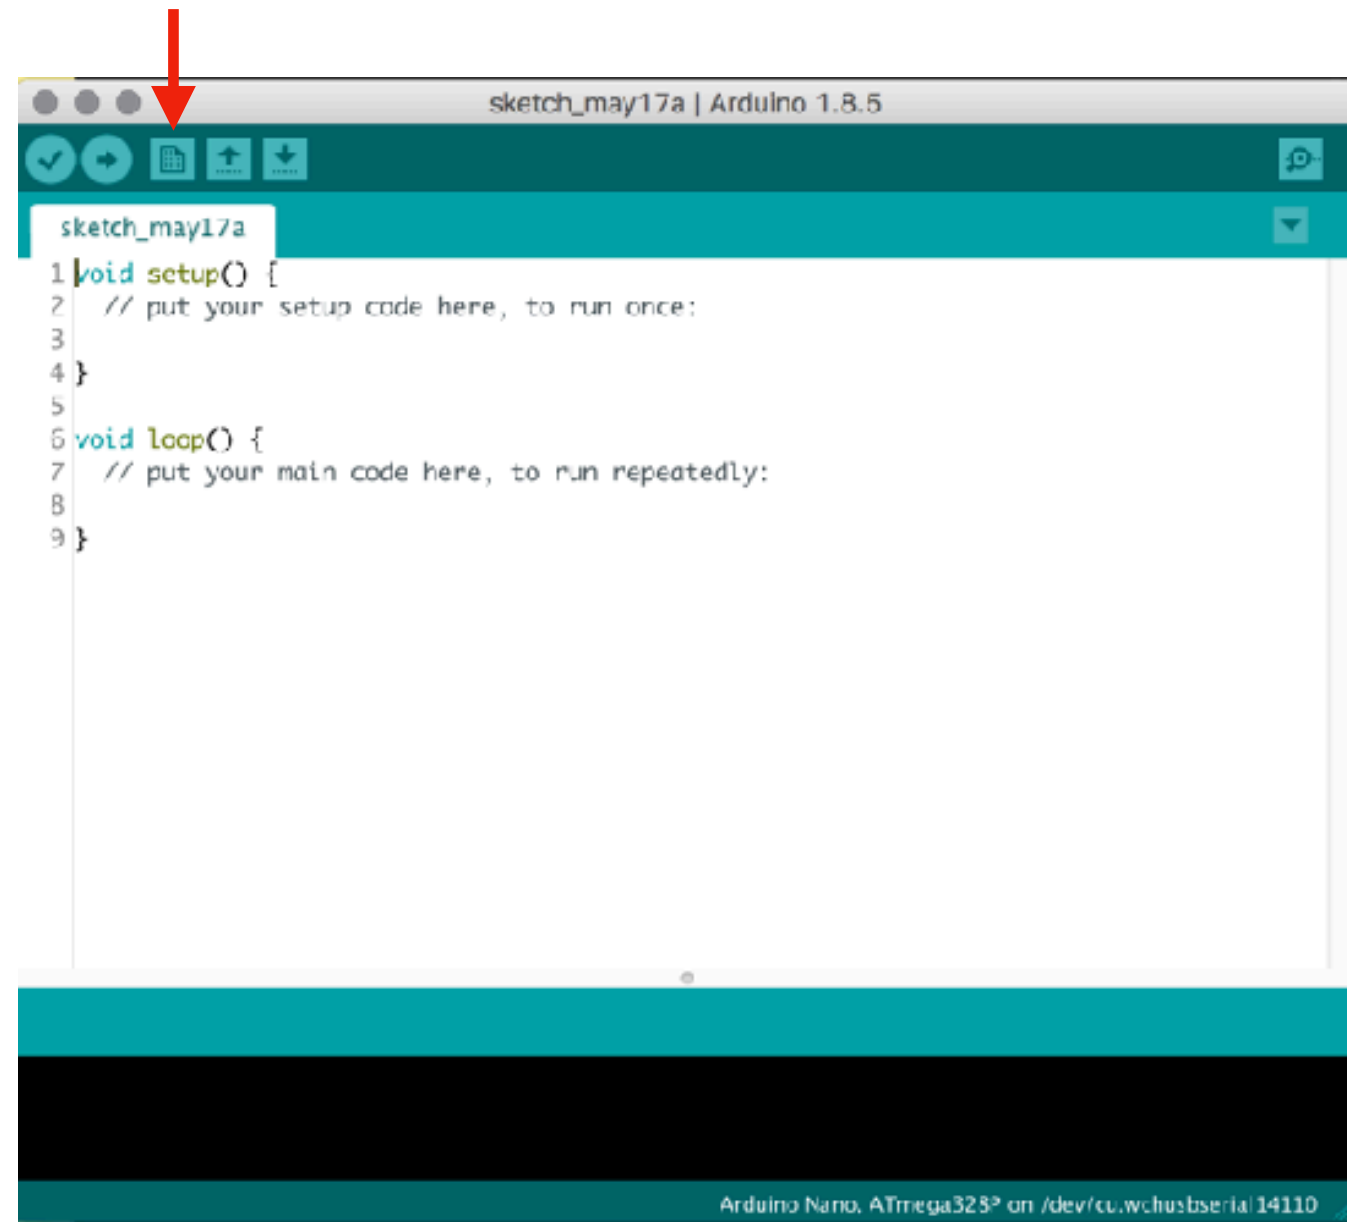 sketch_may17a | Arduino 1.8.5
sketch_may17a
1 void setup() {
2 // put your setup code here, to run once:
3
4 }
5
6 void loop() {
7 // put your main code here, to run repeatedly:
8
9 }
Arduino Nano, ATmega328P on /dev/cu.wchusbserial14110